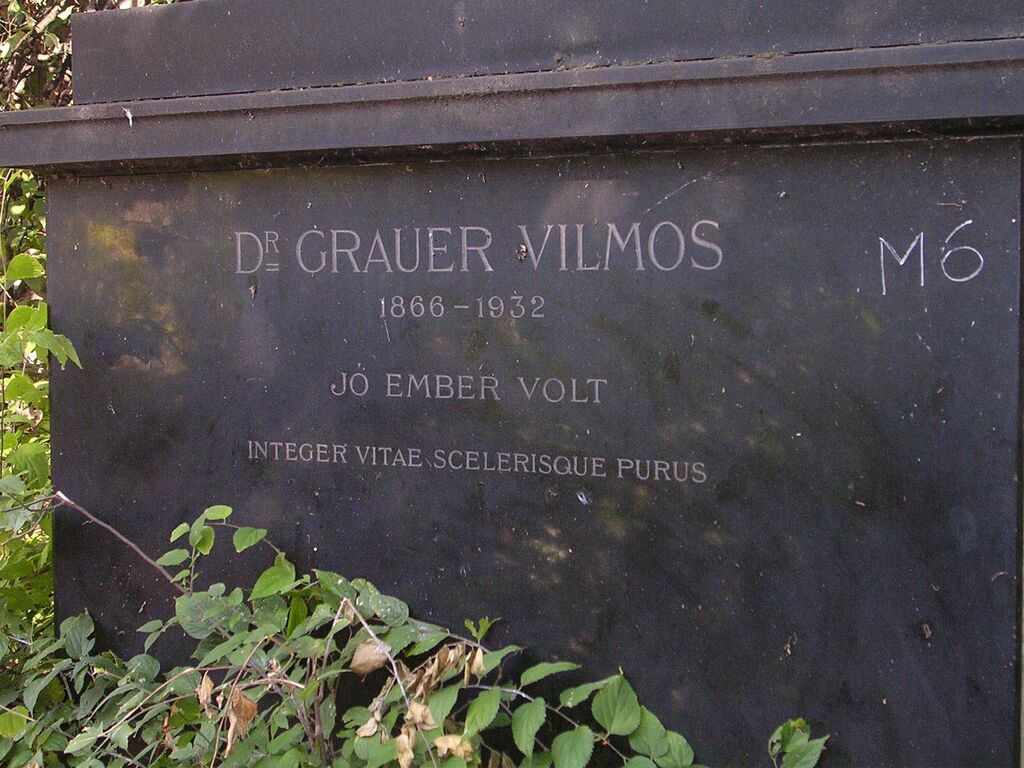 DR GRAUER VILMOS
M6
1866-1932
JÓ EMBER VOLT
INTEGER VITAE SCELERISQUE PURUS